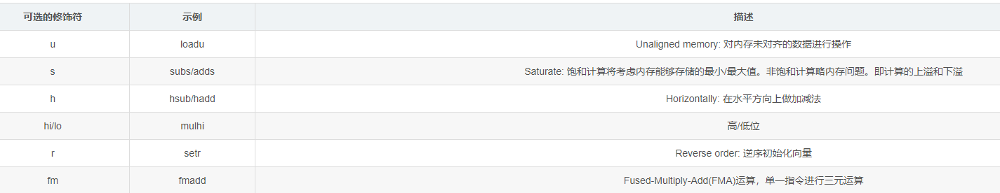 可选的修饰符 示例 描述
u loadu Unaligned memory: 对内存未对齐的数据进行操作
s subs/adds Saturate: 饱和计算将考虑内存能够存储的最小/最大值。非饱和计算略内存问题。即计算的上溢和下溢
h hsub/hadd Horizontally: 在水平方向上做加减法
hi/lo mulhi 高/低位
r setr Reverse order: 逆序初始化向量
fm fmadd Fused-Multiply-Add(FMA)运算，单一指令进行三元运算